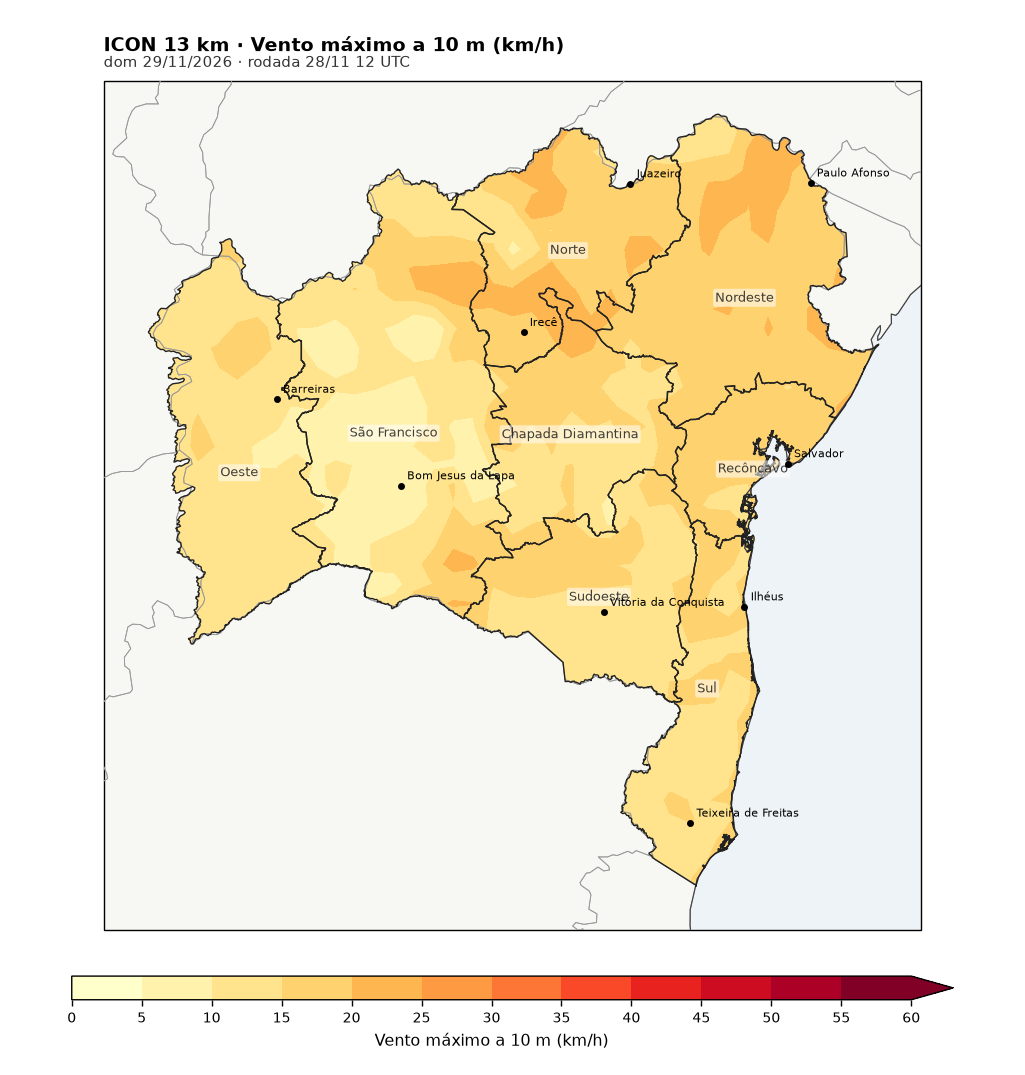 ICON 13 km · Vento máximo a 10 m (km/h)
dom 29/11/2026 · rodada 28/11 12 UTC
Juazeiro
Paulo Afonso
Norte
Nordeste
Irecê
Barreiras
São Francisco
Chapada Diamantina
Salvador
Oeste
Recôncavo
Bom Jesus da Lapa
Sudoeste
Vitória da Conquista
Ilhéus
Sul
Teixeira de Freitas
0 5 10 15 20 25 30 35 40 45 50 55 60
Vento máximo a 10 m (km/h)